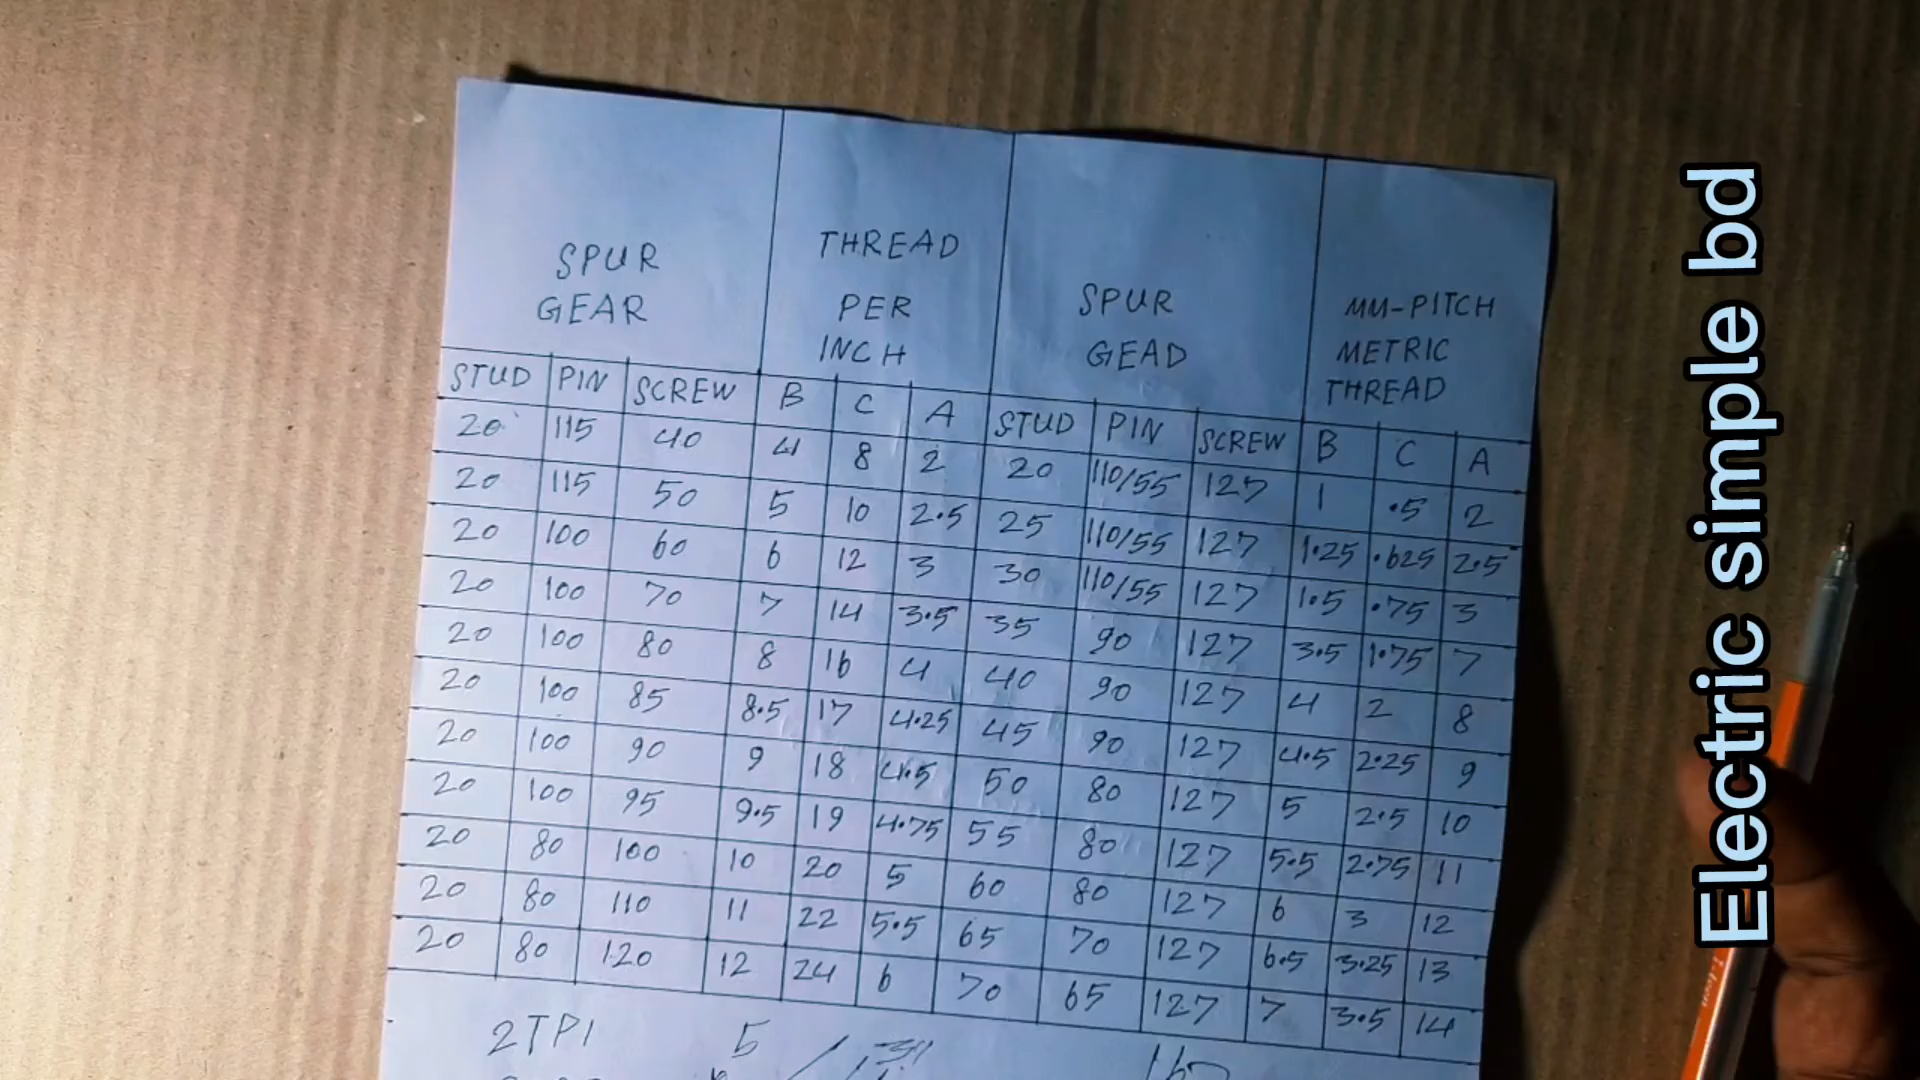 SPUR GEAR THREAD PER INCH SPUR GEAD MM-PITCH METRIC THREAD
STUD PIN SCREW B C A STUD PIN SCREW B C A
20 115 40 4 8 2 20 110/55 127 1 .5 2
20 115 50 5 10 2.5 25 110/55 127 1.25 .625 2.5
20 100 60 6 12 3 30 110/55 127 1.5 .75 3
20 100 70 7 14 3.5 35 90 127 3.5 1.75 7
20 100 80 8 16 4 40 90 127 4 2 8
20 100 85 8.5 17 4.25 45 90 127 4.5 2.25 9
20 100 90 9 18 4.5 50 80 127 5 2.5 10
20 100 95 9.5 19 4.75 55 80 127 5.5 2.75 11
20 80 100 10 20 5 60 80 127 6 3 12
20 80 110 11 22 5.5 65 70 127 6.5 3.25 13
20 80 120 12 24 6 70 65 127 7 3.5 14
2TPI 5
Electric simple bd